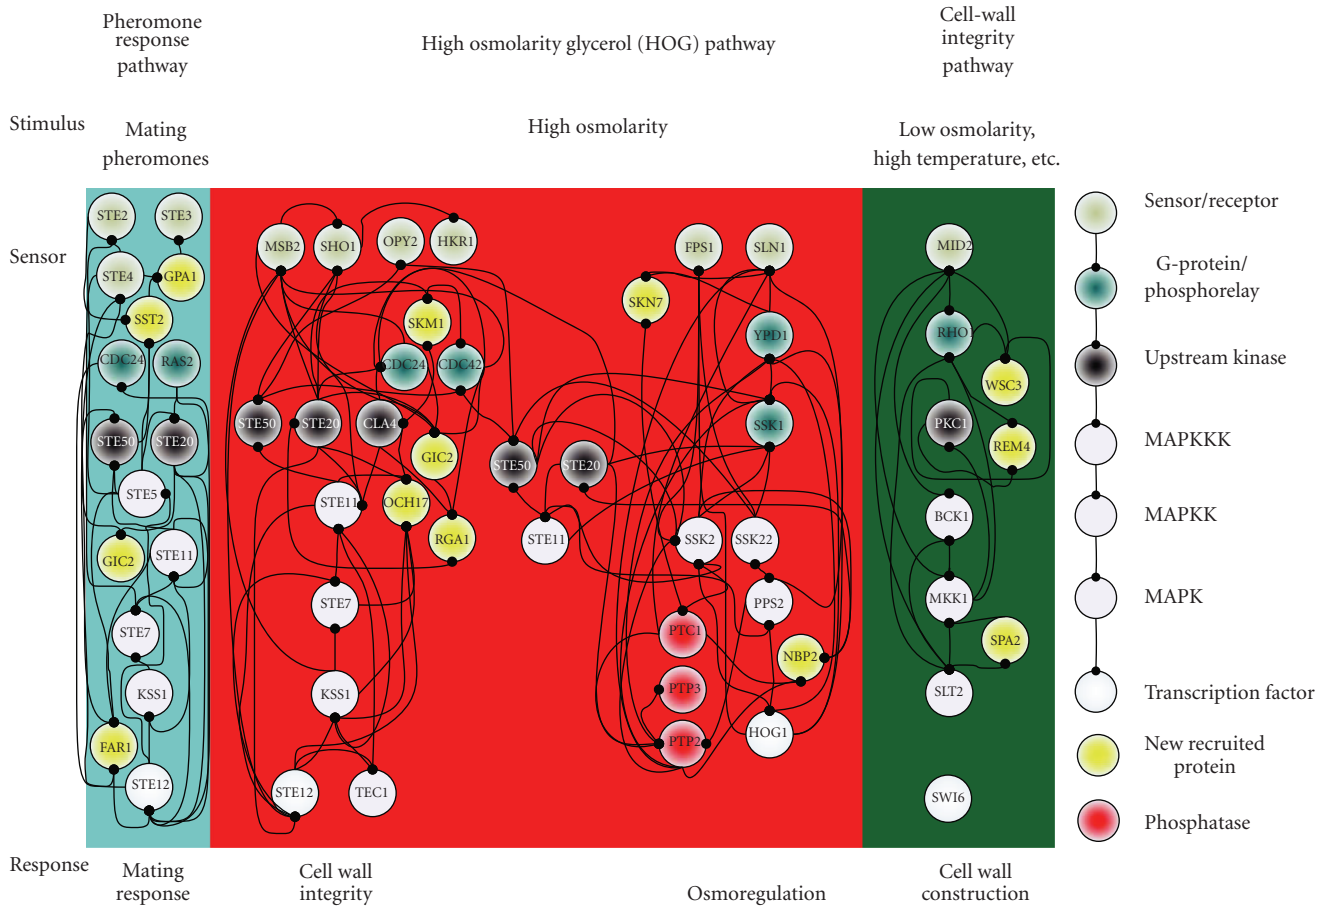 Pheromone
response
pathway
High osmolarity glycerol (HOG) pathway
Cell-wall
integrity
pathway
Stimulus
Mating
pheromones
High osmolarity
Low osmolarity,
high temperature, etc.
Sensor
STE2
STE3
STE4
GPA1
SST2
CDC24
RAS2
STE50
STE20
STE5
GIC2
STE11
STE7
KSS1
FAR1
STE12
MSB2
SHO1
OPY2
HKR1
SKM1
CDC24
CDC42
STE50
STE20
CLA4
GIC2
STE11
OCH17
RGA1
STE7
KSS1
STE12
TEC1
FPS1
SLN1
SKN7
YPD1
SSK1
STE50
STE20
STE11
SSK2
SSK22
PPS2
PTC1
NBP2
PTP3
PTP2
HOG1
MID2
RHO1
WSC3
PKC1
REM4
BCK1
MKK1
SPA2
SLT2
SWI6
Sensor/receptor
G-protein/
phosphorelay
Upstream kinase
MAPKKK
MAPKK
MAPK
Transcription factor
New recruited
protein
Phosphatase
Response
Mating
response
Cell wall
integrity
Osmoregulation
Cell wall
construction